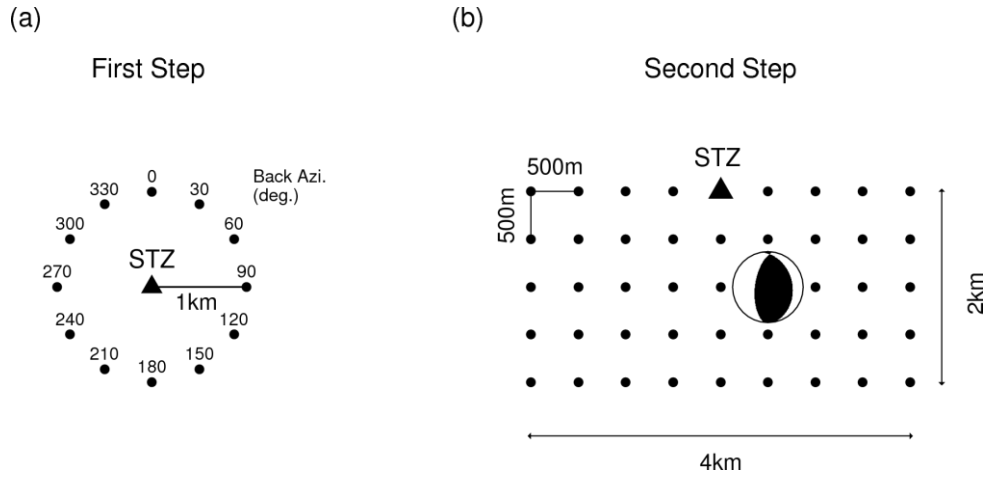 (a)
First Step
0
330
30
Back Azi.
(deg.)
300
60
STZ
270
90
1km
240
120
210
150
180
(b)
Second Step
STZ
500m
500m
2km
4km